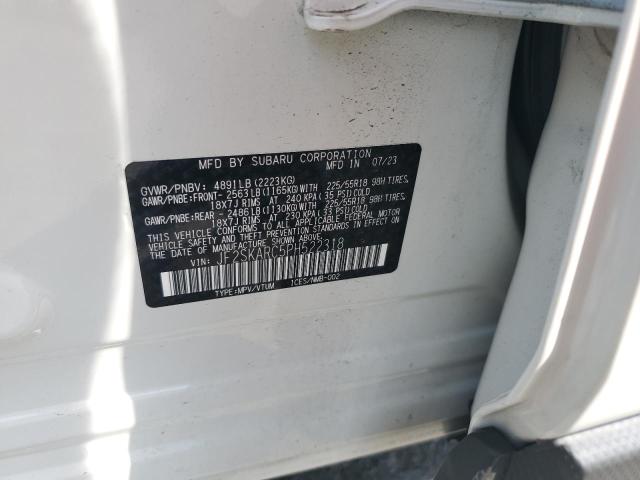 MFD BY SUBARU CORPORATION
MFD IN 07/23
GVWR/PNBV: 4891LB(2223KG)
GAWR/PNBE:FRONT- 2563LB(1165KG)WITH 225/55R18 98H TIRES,
18X7J RIMS AT 240 KPA(35 PSI)COLD
GAWR/PNBE:REAR -2486LB(1130KG)WITH 225/55R18 98H TIRES,
18X7J RIMS AT 230 KPA(33 PSI)COLD
THIS VEHICLE CONFORMS TO ALL APPLICABLE FEDERAL MOTOR
VEHICLE SAFETY STANDARDS IN EFFECT ON
THE DATE OF MANUFACTURE SHOWN ABOVE.
VIN: JF2SKARC5PH522318
TYPE:MPV/VTUM ICES/NMB-002